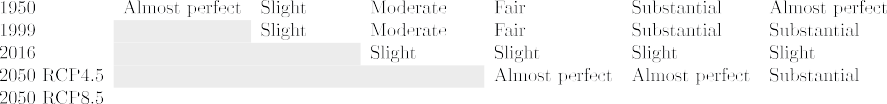 1950 Almost perfect Slight Moderate Fair Substantial Almost perfect
1999 Slight Moderate Fair Substantial Substantial
2016 Slight Slight Slight Slight
2050 RCP4.5 Almost perfect Almost perfect Substantial
2050 RCP8.5